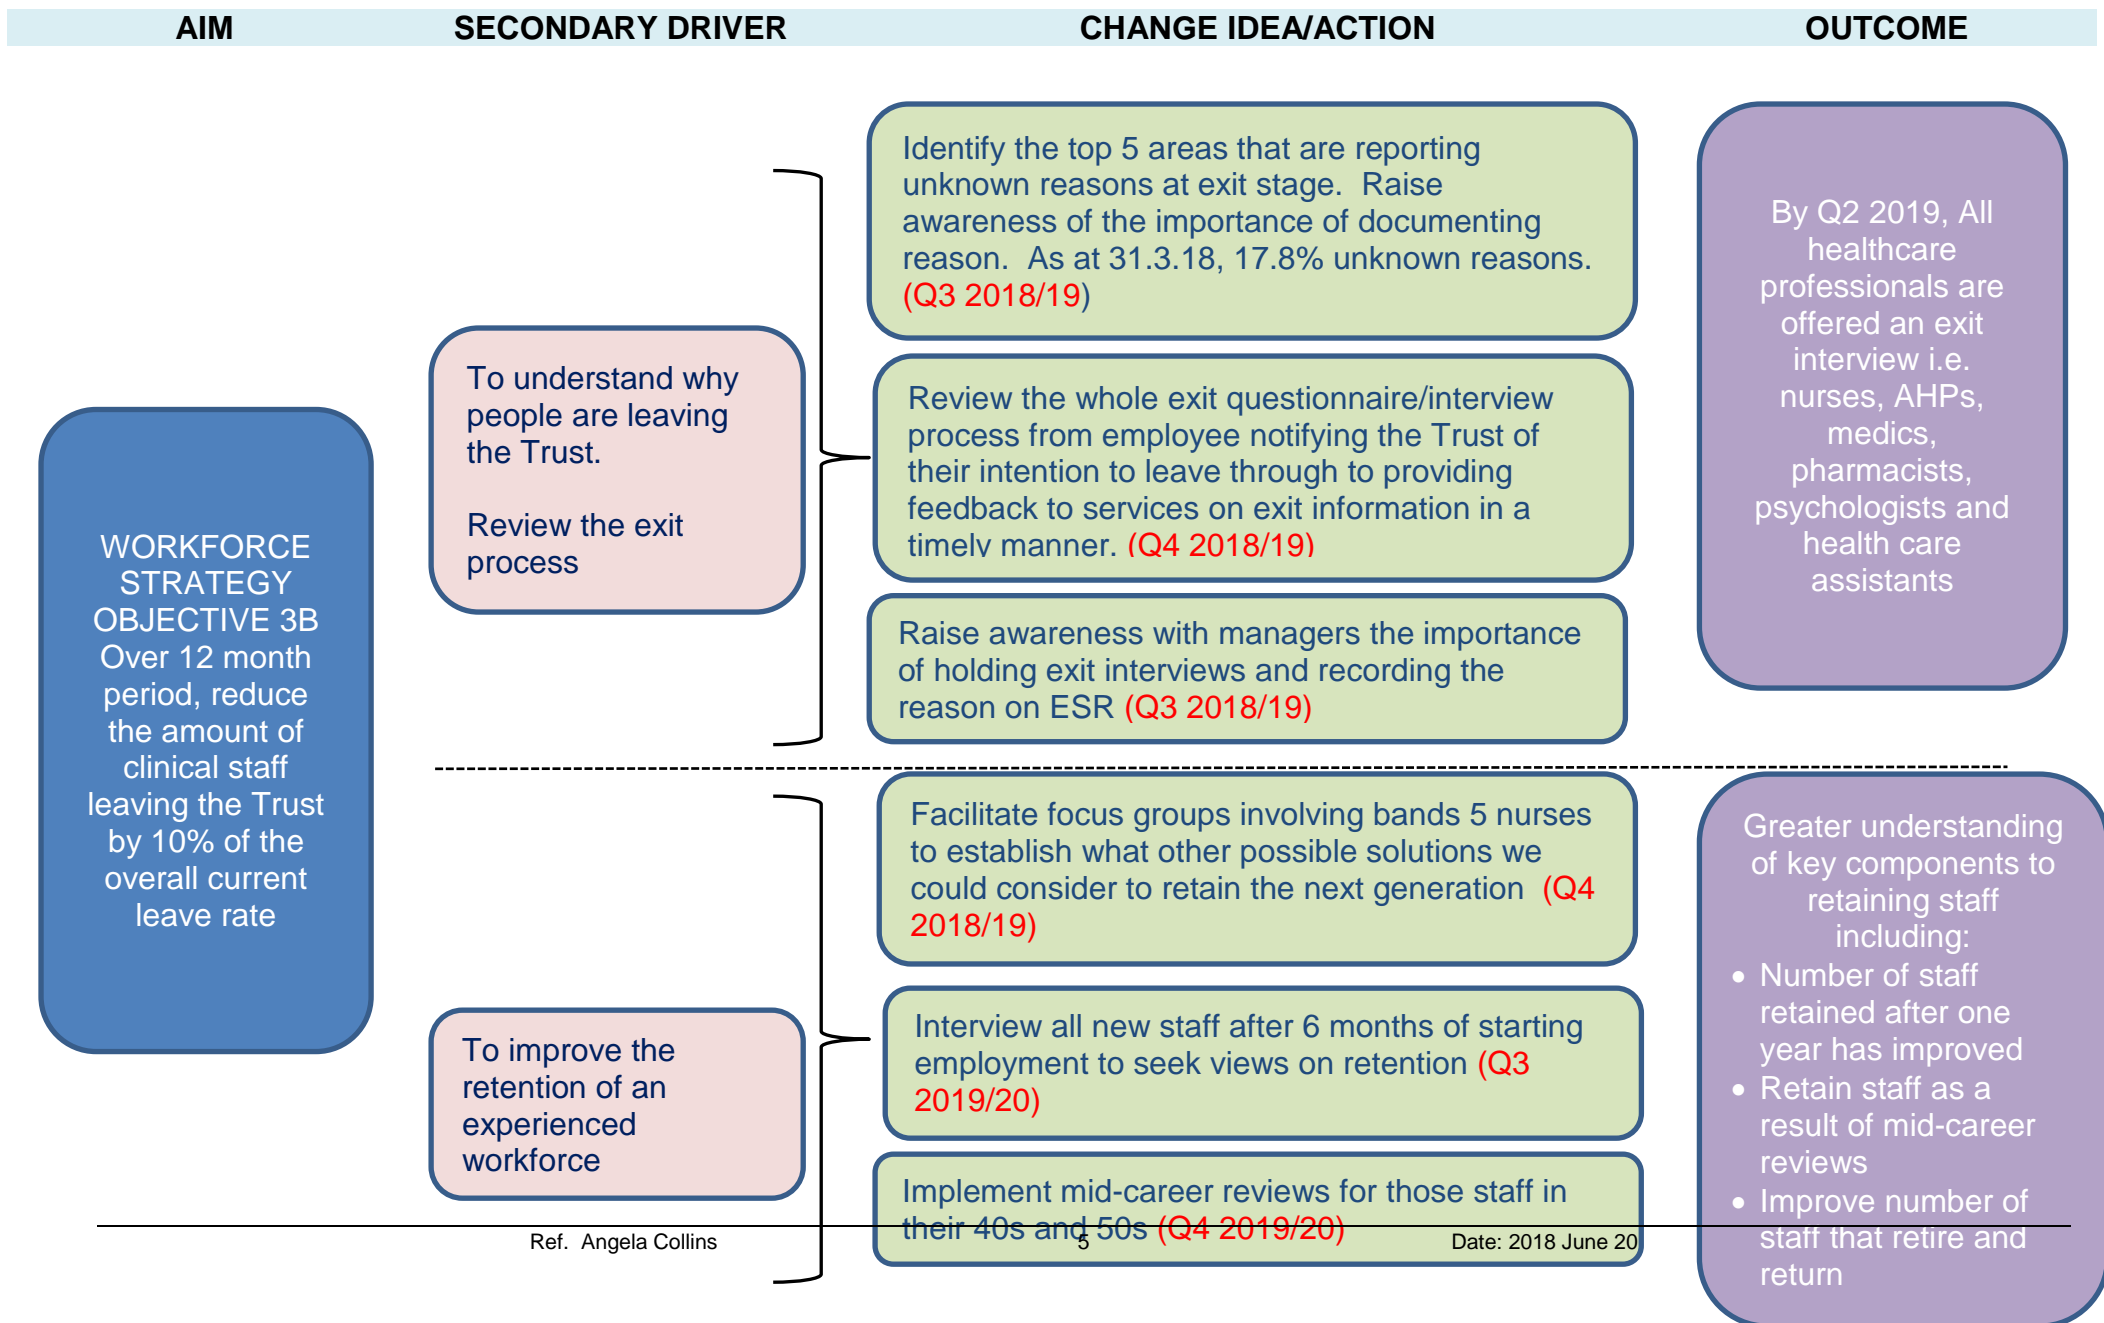 AIM SECONDARY DRIVER CHANGE IDEA/ACTION OUTCOME
WORKFORCE
STRATEGY
OBJECTIVE 3B
Over 12 month
period, reduce
the amount of
clinical staff
leaving the Trust
by 10% of the
overall current
leave rate
To understand why
people are leaving
the Trust.
Review the exit
process
Identify the top 5 areas that are reporting
unknown reasons at exit stage.  Raise
awareness of the importance of documenting
reason.  As at 31.3.18, 17.8% unknown reasons.
(Q3 2018/19)
Review the whole exit questionnaire/interview
process from employee notifying the Trust of
their intention to leave through to providing
feedback to services on exit information in a
timely manner. (Q4 2018/19)
Raise awareness with managers the importance
of holding exit interviews and recording the
reason on ESR (Q3 2018/19)
By Q2 2019, All
healthcare
professionals are
offered an exit
interview i.e.
nurses, AHPs,
medics,
pharmacists,
psychologists and
health care
assistants
To improve the
retention of an
experienced
workforce
Facilitate focus groups involving bands 5 nurses
to establish what other possible solutions we
could consider to retain the next generation  (Q4
2018/19)
Interview all new staff after 6 months of starting
employment to seek views on retention (Q3
2019/20)
Implement mid-career reviews for those staff in
their 40s and 50s (Q4 2019/20)
Greater understanding
of key components to
retaining staff
including:
• Number of staff
retained after one
year has improved
• Retain staff as a
result of mid-career
reviews
• Improve number of
staff that retire and
return
Ref.  Angela Collins 5 Date: 2018 June 20